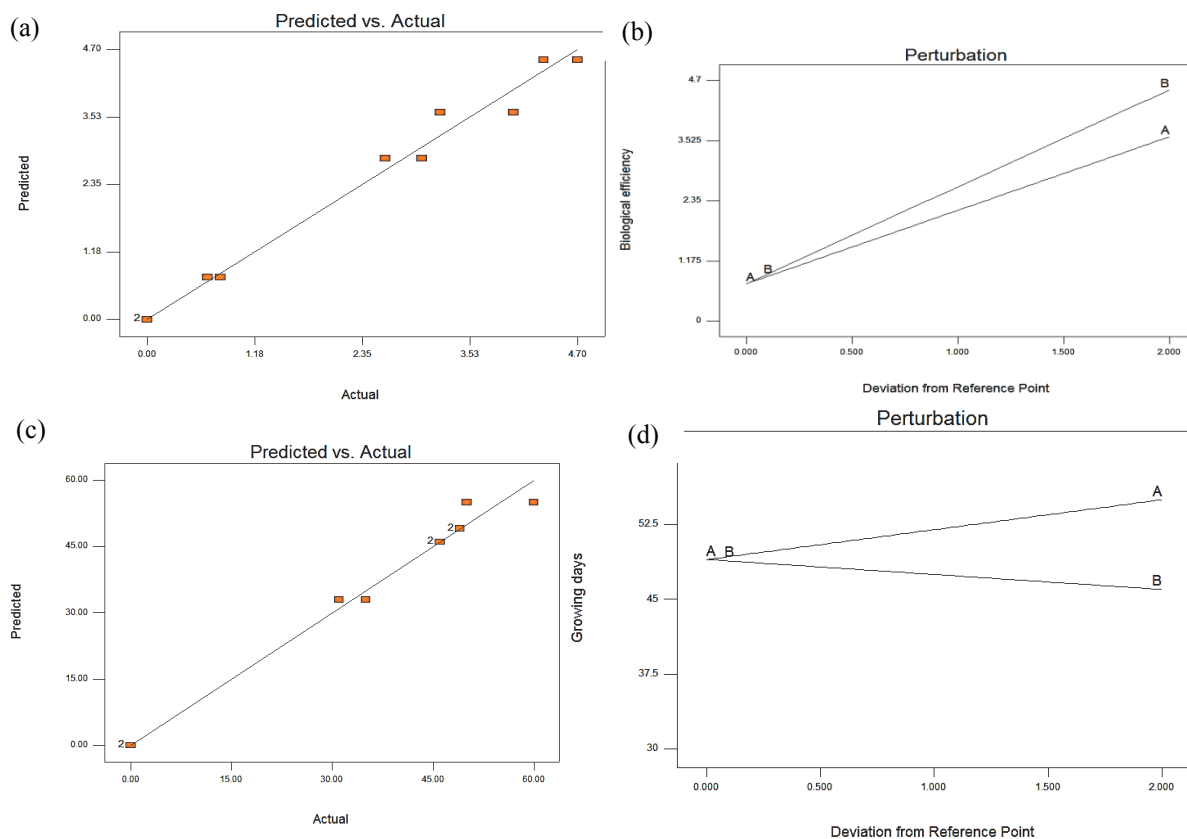 (a)
Predicted vs. Actual
4.70
3.53
2.35
1.18
0.00
2
Predicted
0.00 1.18 2.35 3.53 4.70
Actual
(b)
Perturbation
4.7
3.525
2.35
1.175
0
Biological efficiency
B
A
A B
0.000 0.500 1.000 1.500 2.000
Deviation from Reference Point
(c)
Predicted vs. Actual
60.00
45.00
30.00
15.00
0.00
2
2
2
Predicted
0.00 15.00 30.00 45.00 60.00
Actual
(d)
Perturbation
52.5
45
37.5
30
Growing days
A
A B
B
0.000 0.500 1.000 1.500 2.000
Deviation from Reference Point